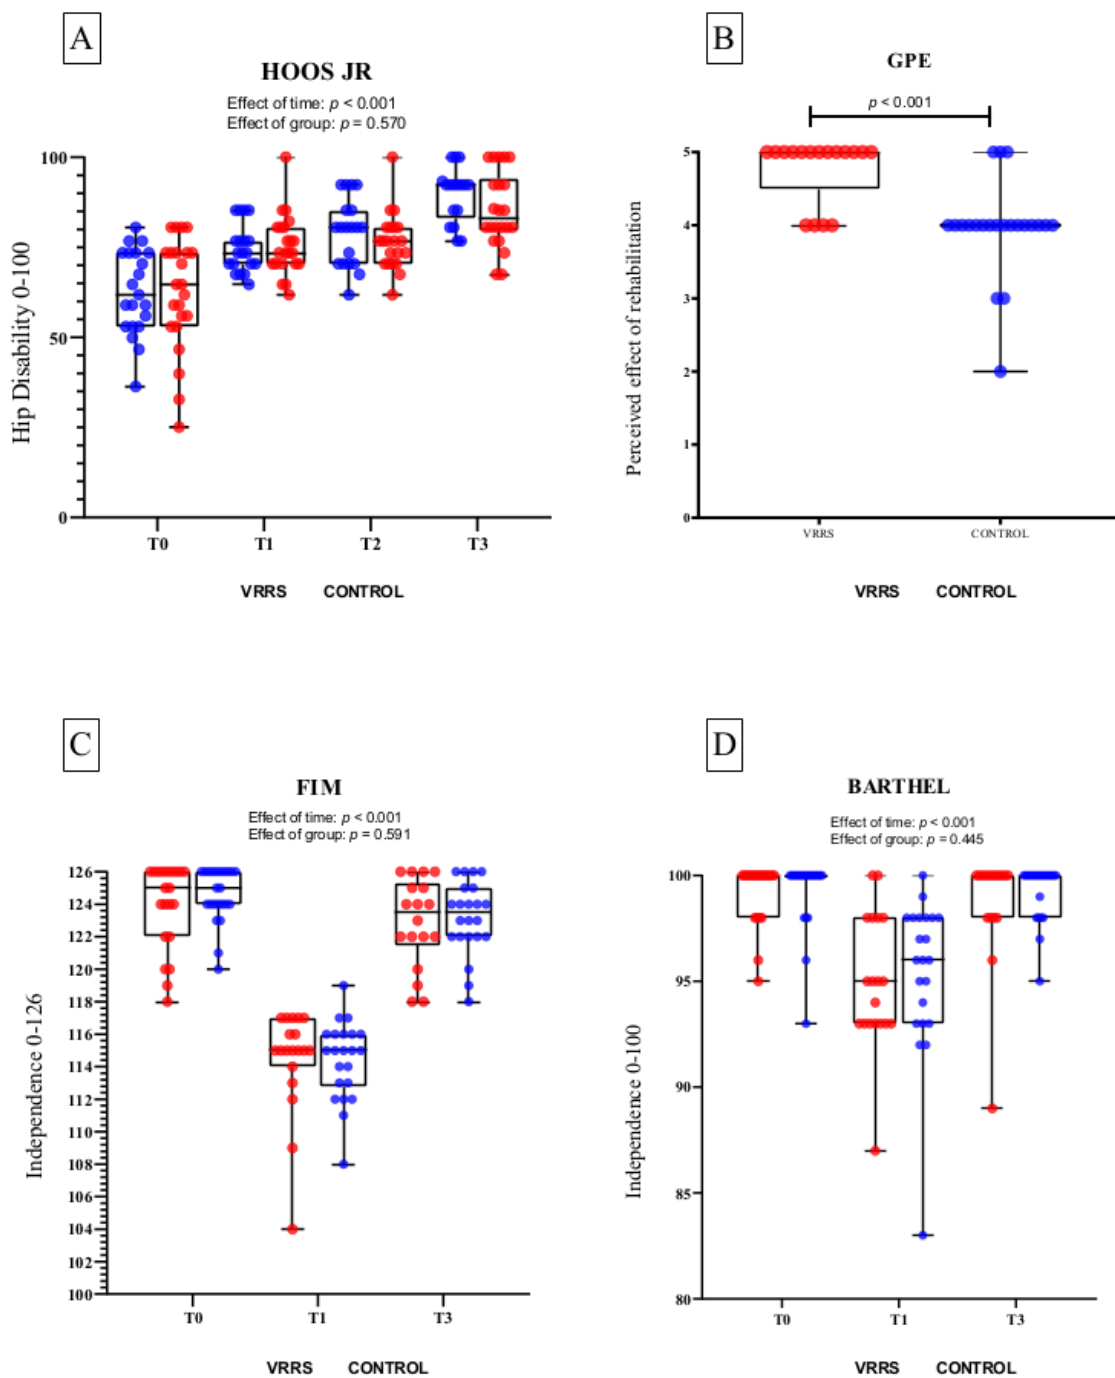 A
HOOS JR
Effect of time: p < 0.001
Effect of group: p = 0.570
Hip Disability 0-100
100
50
0
T0 T1 T2 T3
VRRS CONTROL
B
GPE
p < 0.001
Perceived effect of rehabilitation
5
4
3
2
1
0
VRRS CONTROL
VRRS CONTROL
C
FIM
Effect of time: p < 0.001
Effect of group: p = 0.591
Independence 0-126
126
124
122
120
118
116
114
112
110
108
106
104
102
100
T0 T1 T3
VRRS CONTROL
D
BARTHEL
Effect of time: p < 0.001
Effect of group: p = 0.445
Independence 0-100
100
95
90
85
80
T0 T1 T3
VRRS CONTROL